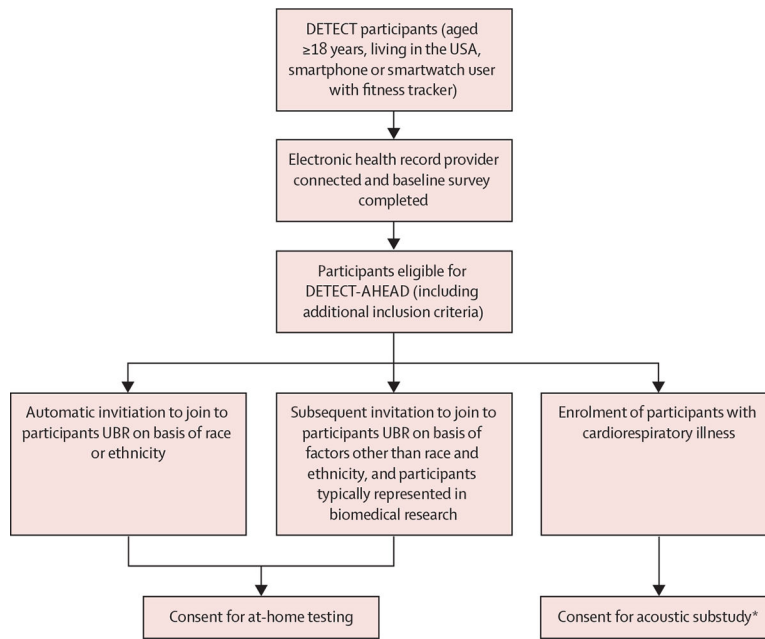 DETECT participants (aged
≥18 years, living in the USA,
smartphone or smartwatch user
with fitness tracker)
Electronic health record provider
connected and baseline survey
completed
Participants eligible for
DETECT-AHEAD (including
additional inclusion criteria)
Automatic invitiation to join to
participants UBR on basis of race
or ethnicity
Subsequent invitation to join to
participants UBR on basis of
factors other than race and
ethnicity, and participants
typically represented in
biomedical research
Enrolment of participants with
cardiorespiratory illness
Consent for at-home testing
Consent for acoustic substudy*